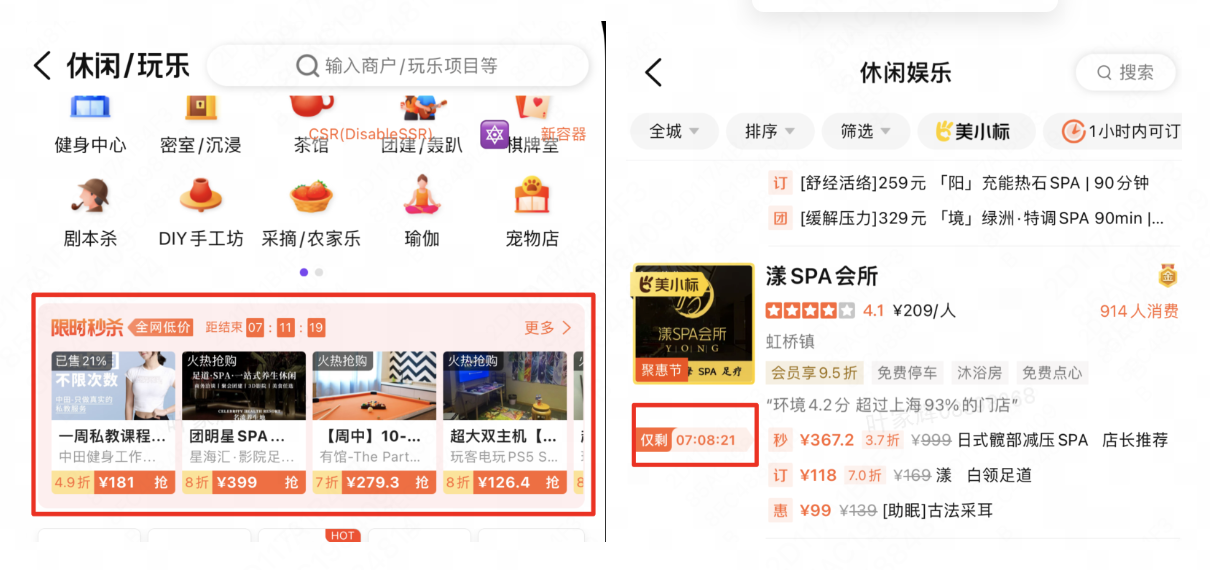 休闲/玩乐
输入商户/玩乐项目等
健身中心
密室/沉浸
茶馆
CSR(DisableSSR)
团建/轰趴
棋牌室
新容器
剧本杀
DIY手工坊
采摘/农家乐
瑜伽
宠物店
限时秒杀
全网低价
距结束 07 : 11 : 19
更多
已售21%
不限次数
中田·只做真实的
私教服务
一周私教课程...
中田健身工作...
4.9折 ¥181 抢
火热抢购
足道·SPA·一站式养生休闲
CELEBRITY HEALTH RESORT
团明星SPA...
星海汇·影院足...
8折 ¥399 抢
火热抢购
【周中】10-...
有馆-The Part...
7折 ¥279.3 抢
火热抢购
超大双主机【...
玩客电玩PS5 S...
8折 ¥126.4 抢
HOT
休闲娱乐
搜索
全城
排序
筛选
美小标
1小时内可订
订 [舒经活络]259元 「阳」充能热石SPA | 90分钟
团 [缓解压力]329元 「境」绿洲·特调SPA 90min |...
美小标
漾SPA会所
YIONG
SPA 足疗
聚惠节
漾SPA会所
金
4.1 ¥209/人
914人消费
虹桥镇
会员享9.5折 免费停车 沐浴房 免费点心
“环境4.2分 超过上海93%的门店”
仅剩 07:08:21
秒 ¥367.2 3.7折 ¥999 日式髋部减压SPA 店长推荐
订 ¥118 7.0折 ¥169 漾 白领足道
惠 ¥99 ¥139 [助眠]古法采耳